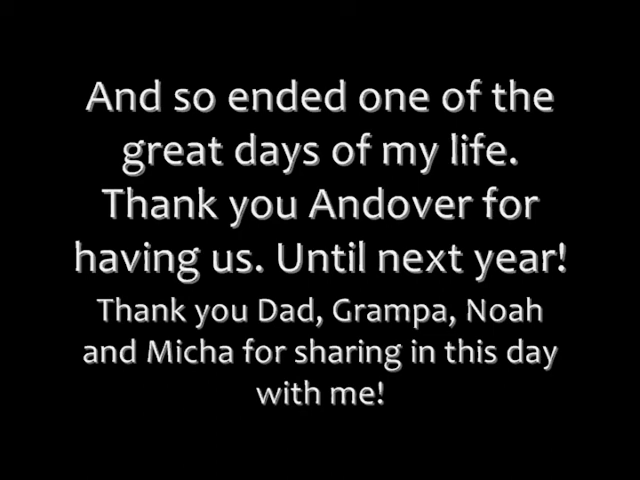 And so ended one of the
great days of my life.
Thank you Andover for
having us. Until next year!
Thank you Dad, Grampa, Noah
and Micha for sharing in this day
with me!